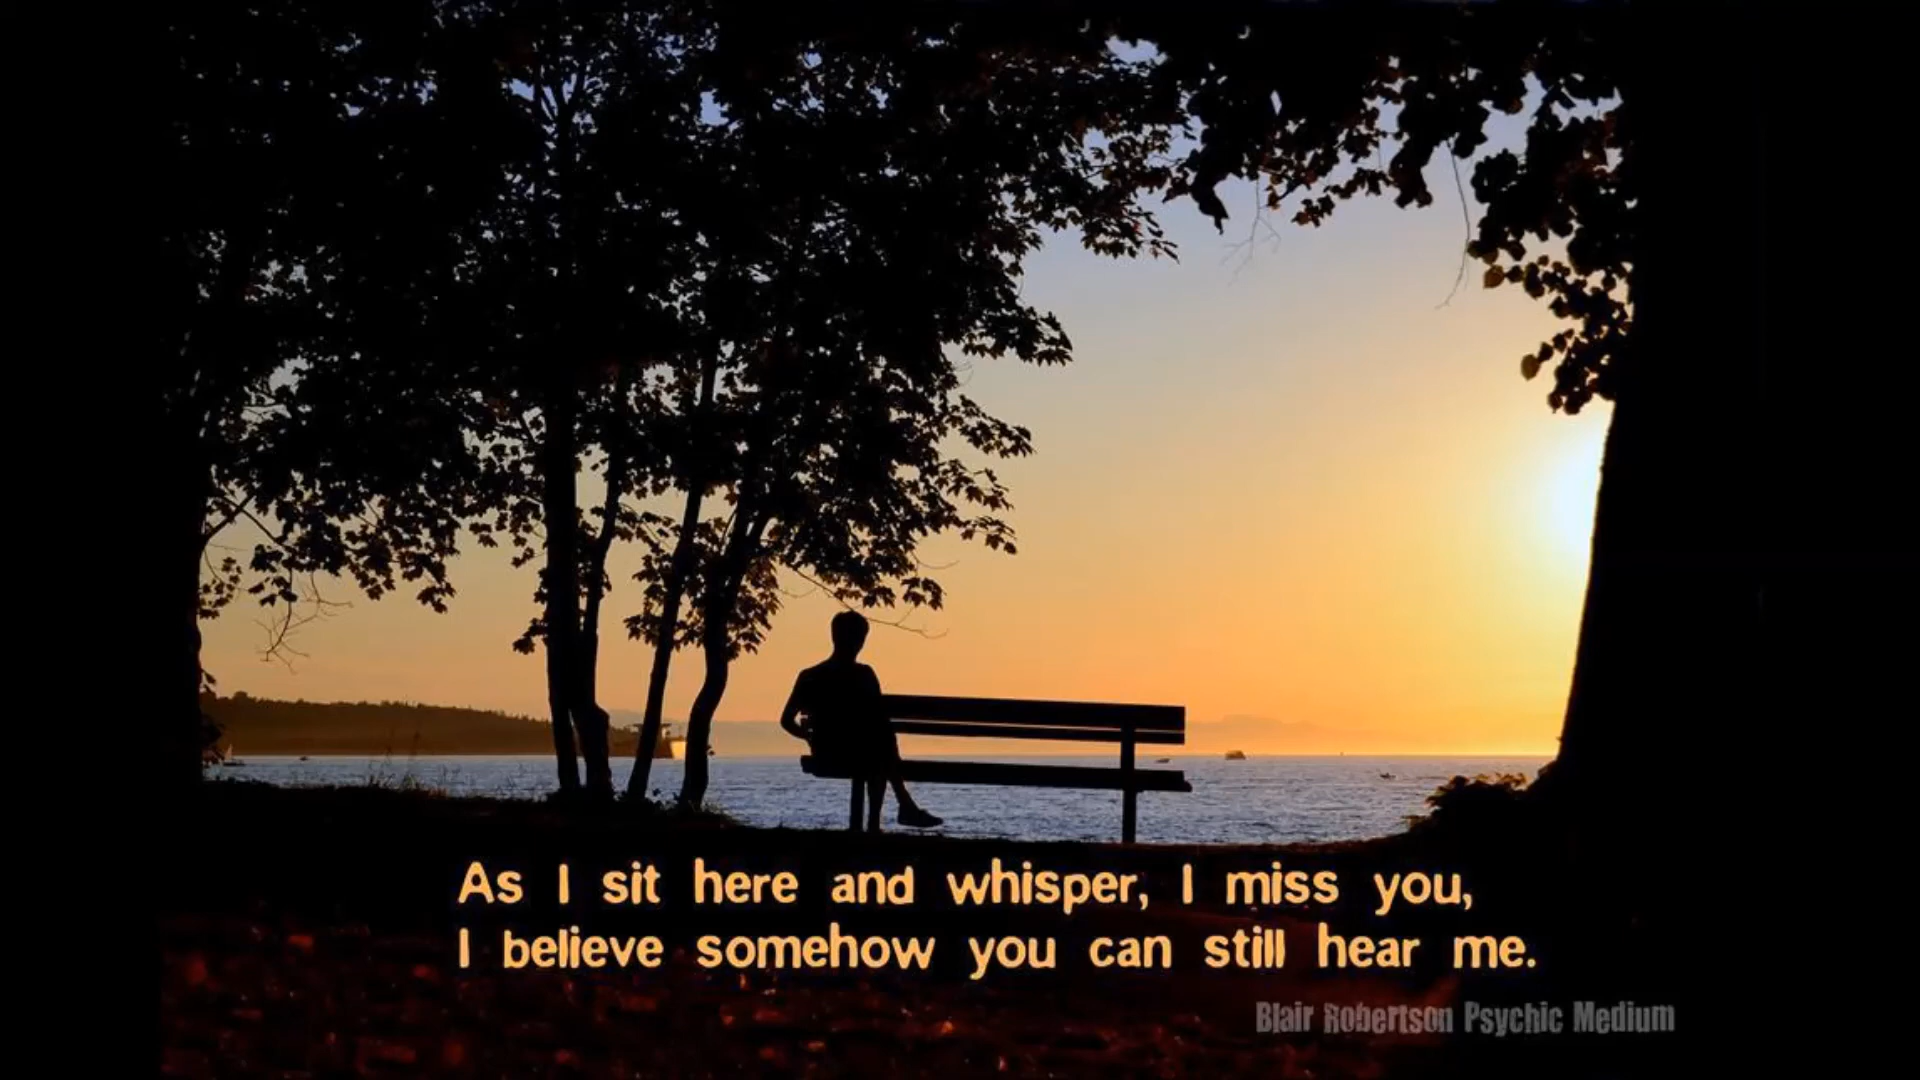 As I sit here and whisper, I miss you,
I believe somehow you can still hear me.
Blair Robertson Psychic Medium